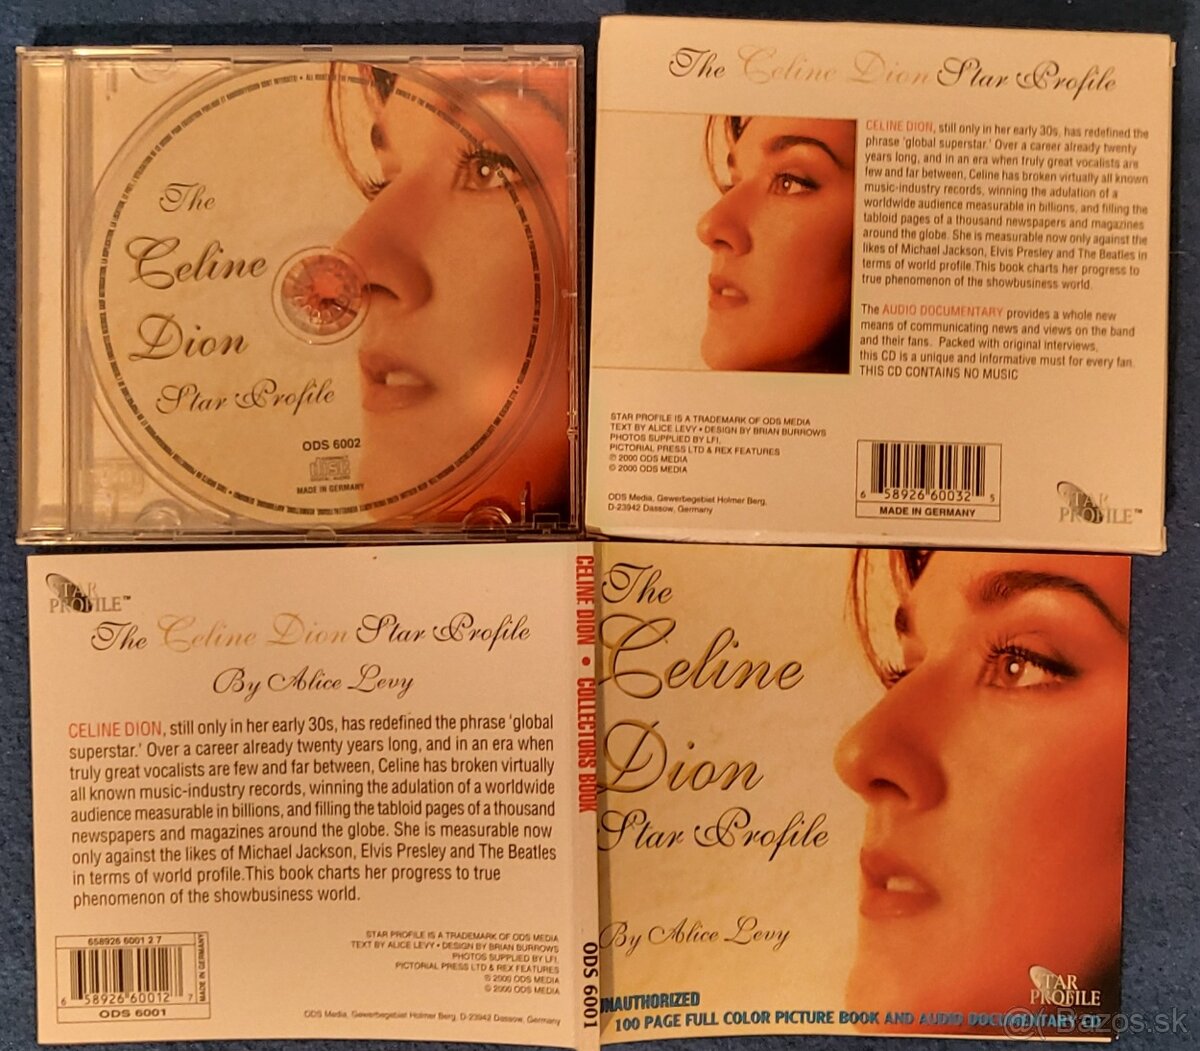 The
Celine
Dion
Star Profile
ODS 6002
COMPACT
disc
DIGITAL AUDIO
MADE IN GERMANY
The Celine Dion Star Profile
CELINE DION, still only in her early 30s, has redefined the
phrase 'global superstar.' Over a career already twenty
years long, and in an era when truly great vocalists are
few and far between, Celine has broken virtually all known
music-industry records, winning the adulation of a
worldwide audience measurable in billions, and filling the
tabloid pages of a thousand newspapers and magazines
around the globe. She is measurable now only against the
likes of Michael Jackson, Elvis Presley and The Beatles in
terms of world profile.This book charts her progress to
true phenomenon of the showbusiness world.
The AUDIO DOCUMENTARY provides a whole new
means of communicating news and views on the band
and their fans. Packed with original interviews,
this CD is a unique and informative must for every fan.
THIS CD CONTAINS NO MUSIC
STAR PROFILE IS A TRADEMARK OF ODS MEDIA
TEXT BY ALICE LEVY • DESIGN BY BRIAN BURROWS
PHOTOS SUPPLIED BY LFI,
PICTORIAL PRESS LTD & REX FEATURES
℗ 2000 ODS MEDIA
© 2000 ODS MEDIA
ODS Media, Gewerbegebiet Holmer Berg,
D-23942 Dassow, Germany
6 58926 60032 5
MADE IN GERMANY
STAR
PROFILE™
STAR
PROFILE™
The Celine Dion Star Profile
By Alice Levy
CELINE DION, still only in her early 30s, has redefined the phrase 'global
superstar.' Over a career already twenty years long, and in an era when
truly great vocalists are few and far between, Celine has broken virtually
all known music-industry records, winning the adulation of a worldwide
audience measurable in billions, and filling the tabloid pages of a thousand
newspapers and magazines around the globe. She is measurable now
only against the likes of Michael Jackson, Elvis Presley and The Beatles
in terms of world profile.This book charts her progress to true
phenomenon of the showbusiness world.
STAR PROFILE IS A TRADEMARK OF ODS MEDIA
TEXT BY ALICE LEVY • DESIGN BY BRIAN BURROWS
PHOTOS SUPPLIED BY LFI,
PICTORIAL PRESS LTD & REX FEATURES
℗ 2000 ODS MEDIA
© 2000 ODS MEDIA
ODS Media, Gewerbegebiet Holmer Berg, D-23942 Dassow, Germany
658926 6001 2 7
6 58926 60012 7
MADE IN GERMANY
ODS 6001
CELINE DION • COLLECTORS BOOK
ODS 6001
The
Celine
Dion
Star Profile
By Alice Levy
STAR
PROFILE
NAUTHORIZED
100 PAGE FULL COLOR PICTURE BOOK AND AUDIO DOCUMENTARY CD
Bazos.sk